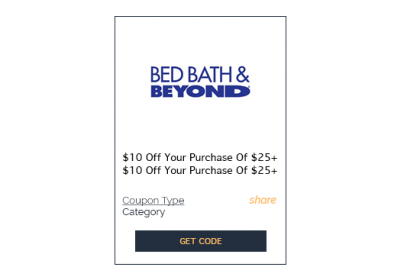 BED BATH &
BEYOND
$10 Off Your Purchase Of $25+
$10 Off Your Purchase Of $25+
Coupon Type share
Category
GET CODE